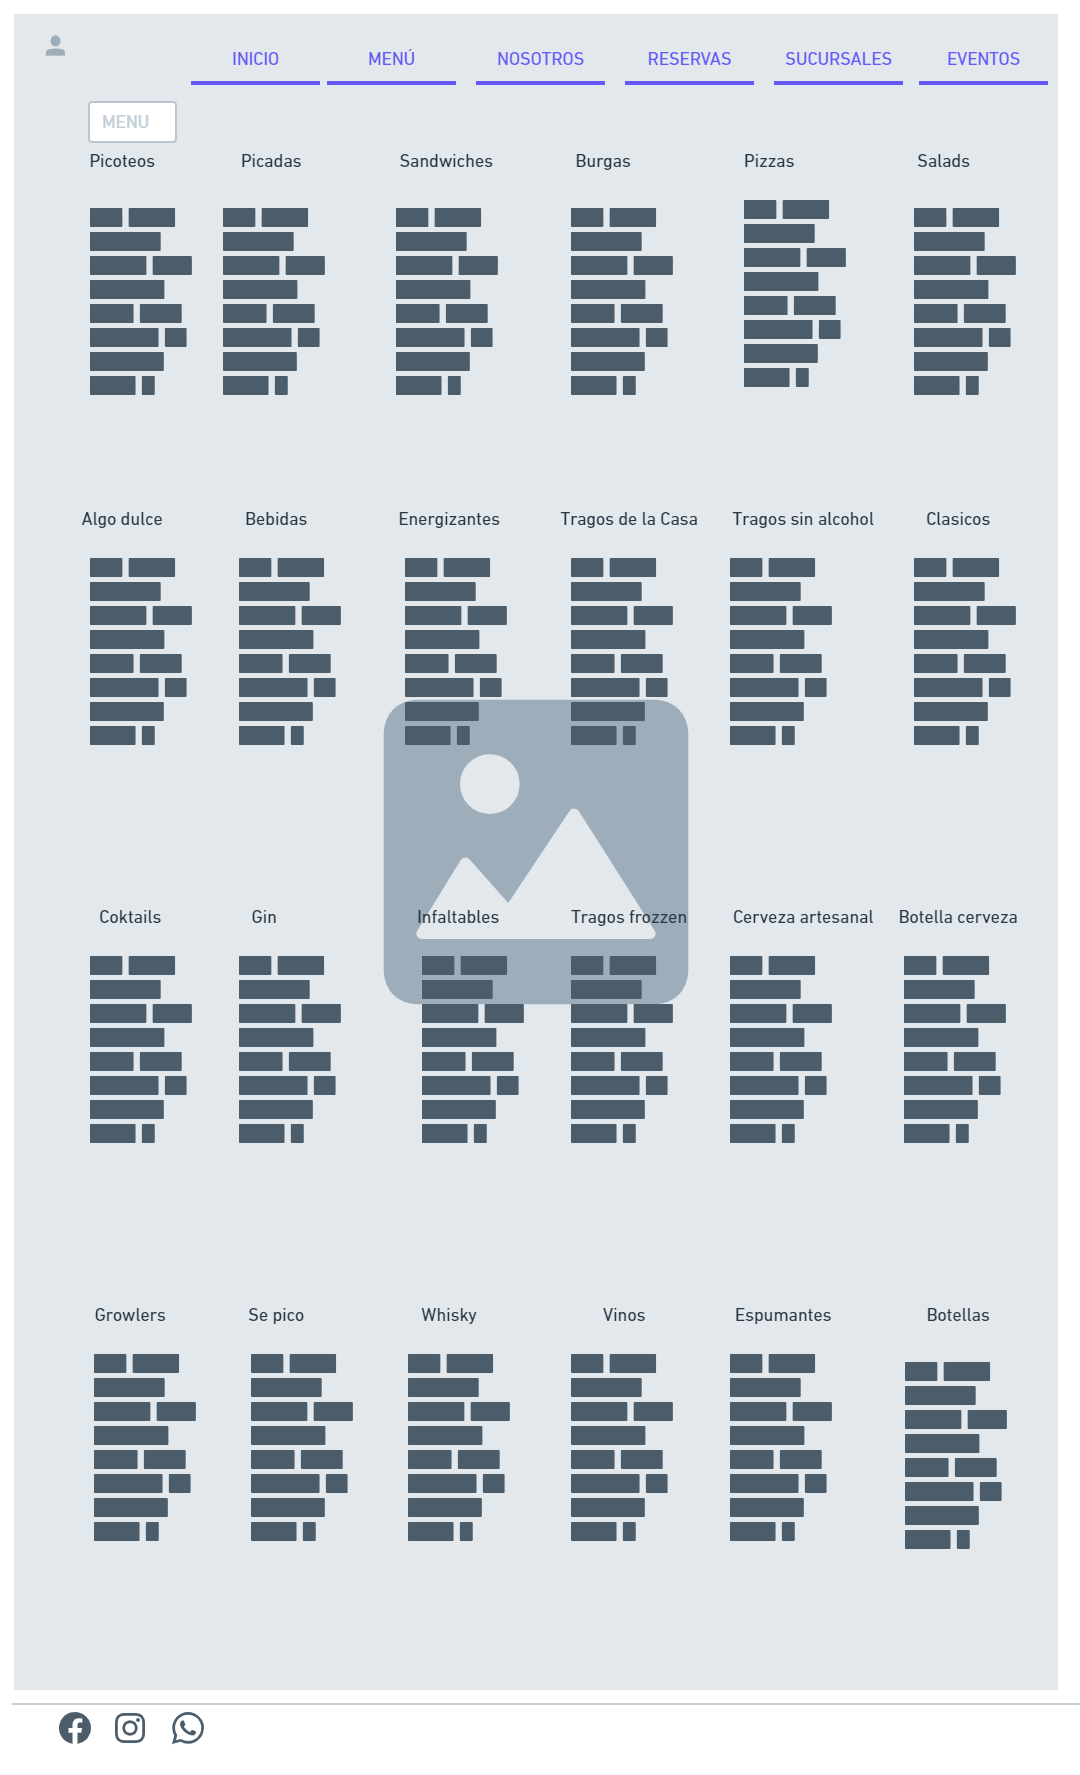 INICIO MENÚ NOSOTROS RESERVAS SUCURSALES EVENTOS
MENU
Picoteos Picadas Sandwiches Burgas Pizzas Salads
Algo dulce Bebidas Energizantes Tragos de la Casa Tragos sin alcohol Clasicos
Coktails Gin Infaltables Tragos frozzen Cerveza artesanal Botella cerveza
Growlers Se pico Whisky Vinos Espumantes Botellas